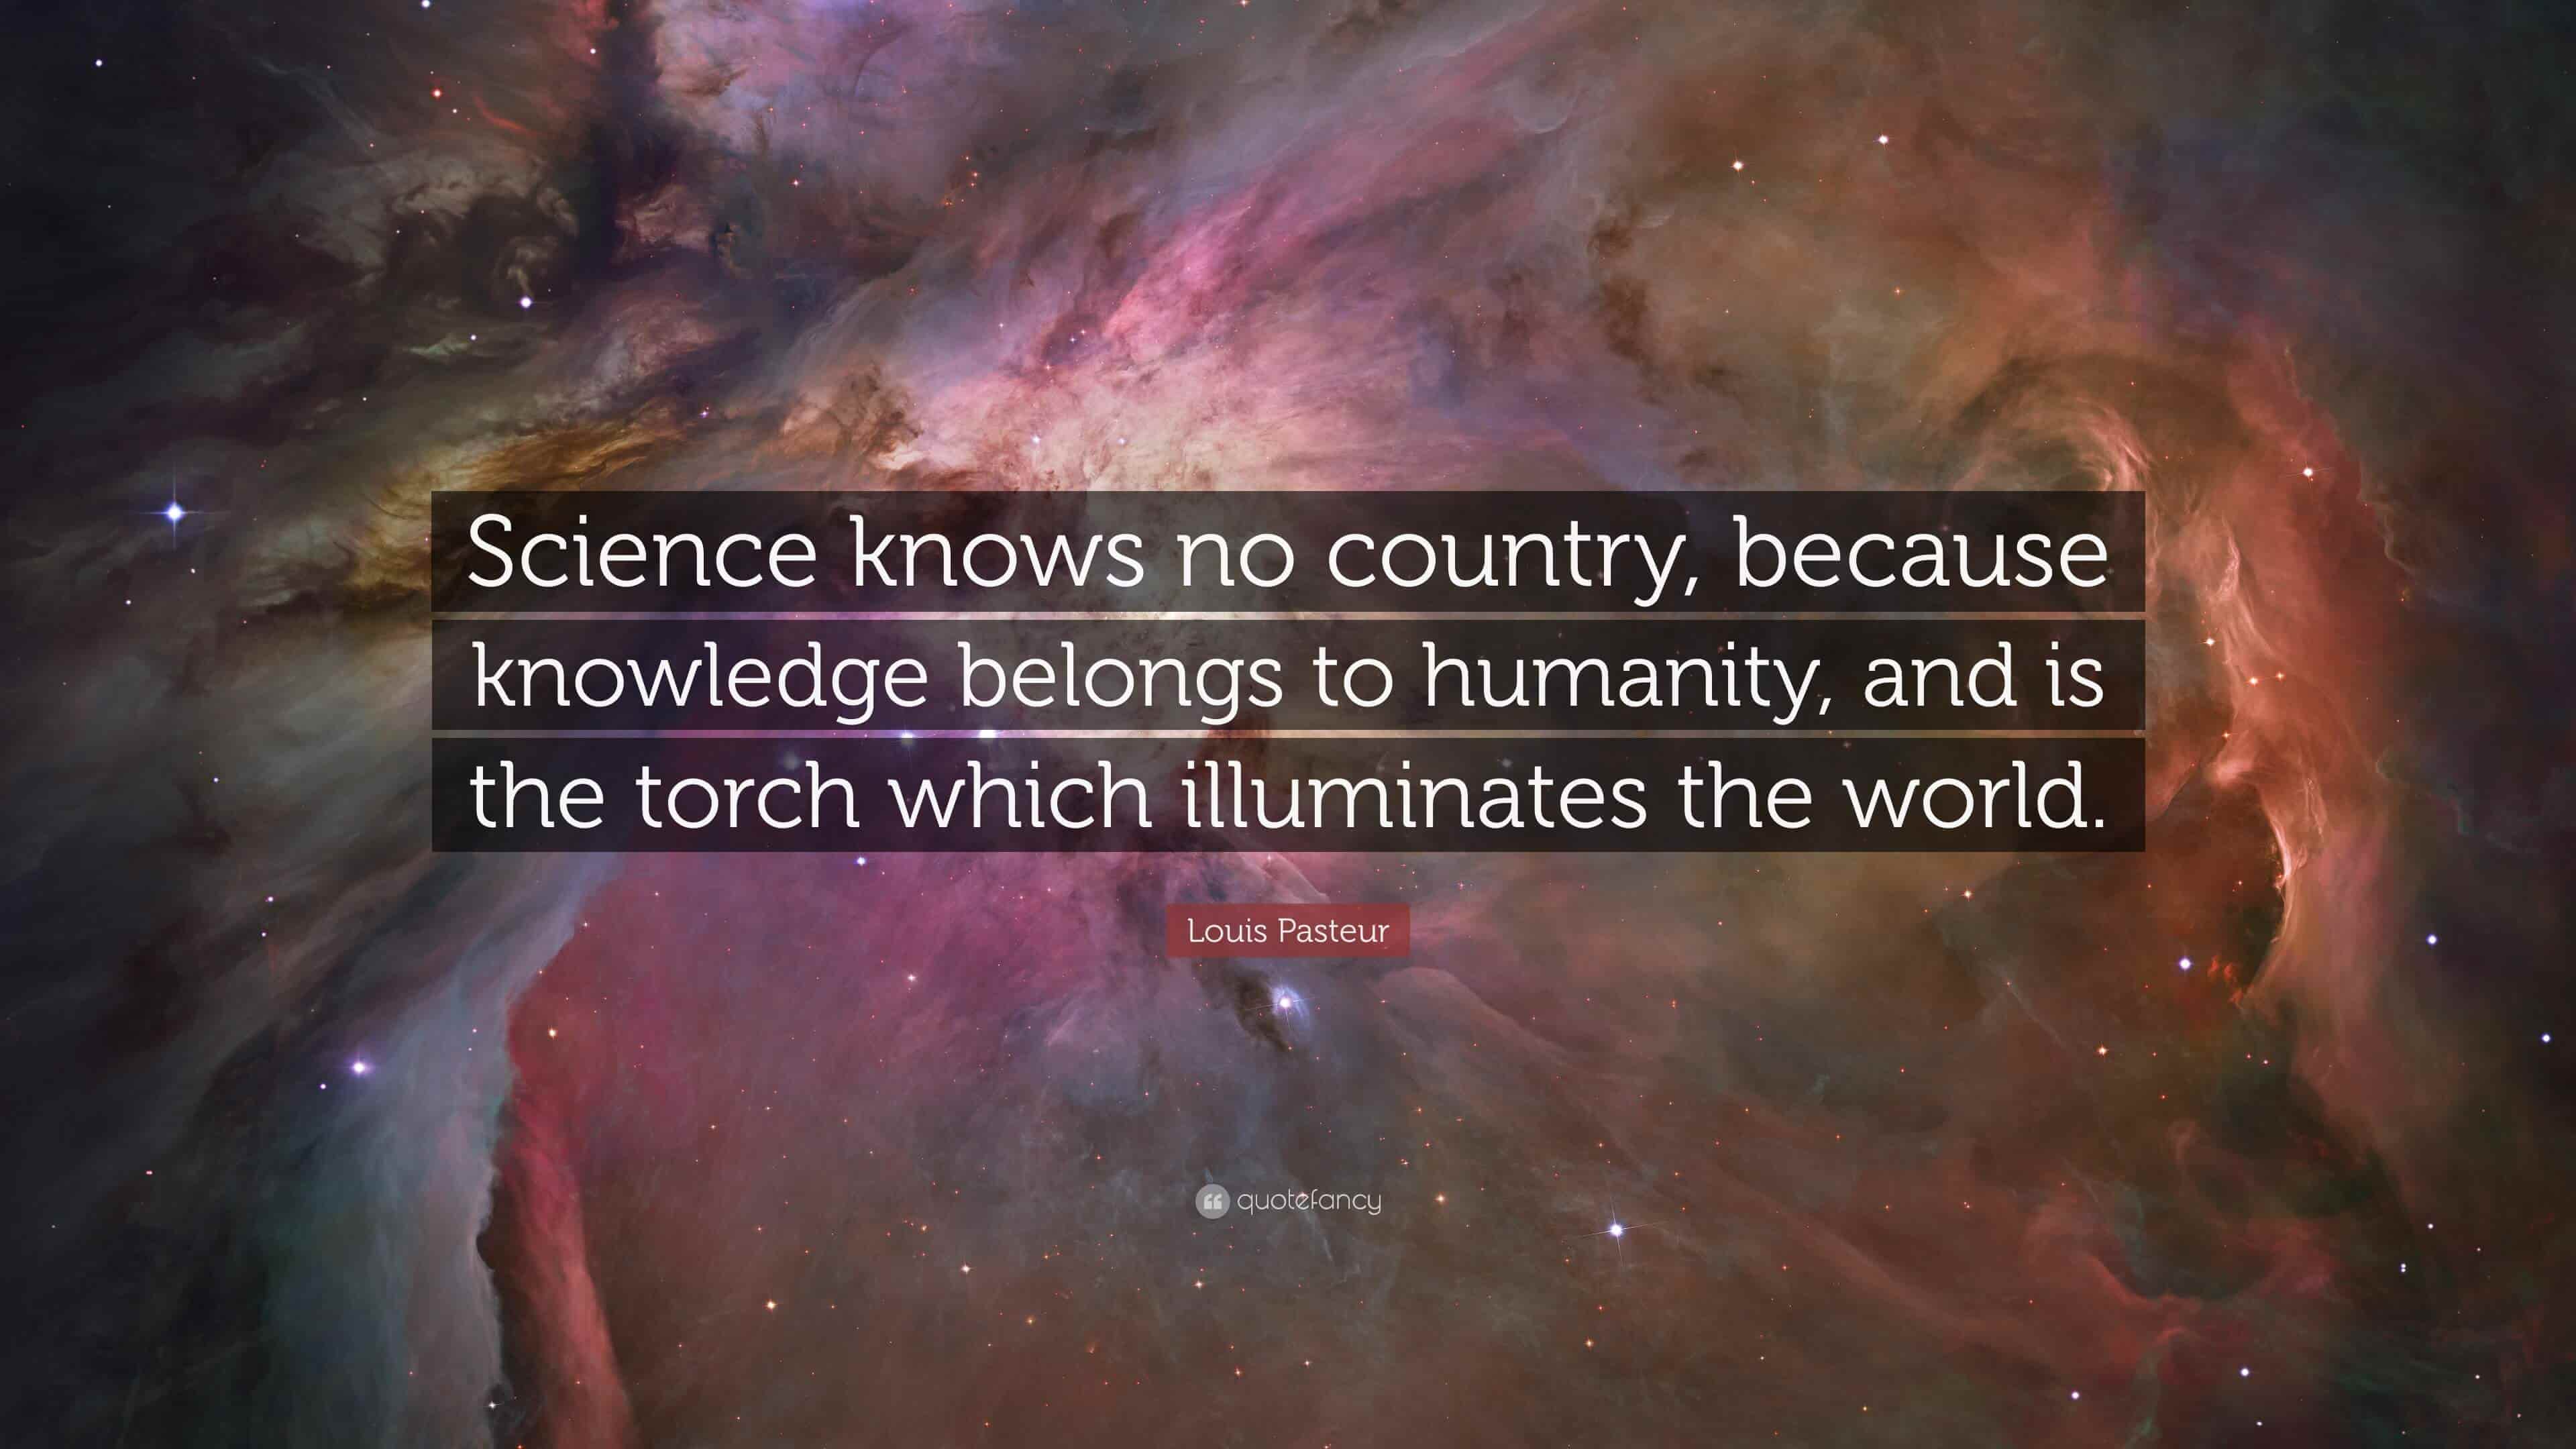 Science knows no country, because
knowledge belongs to humanity, and is
the torch which illuminates the world.
Louis Pasteur
quotefancy